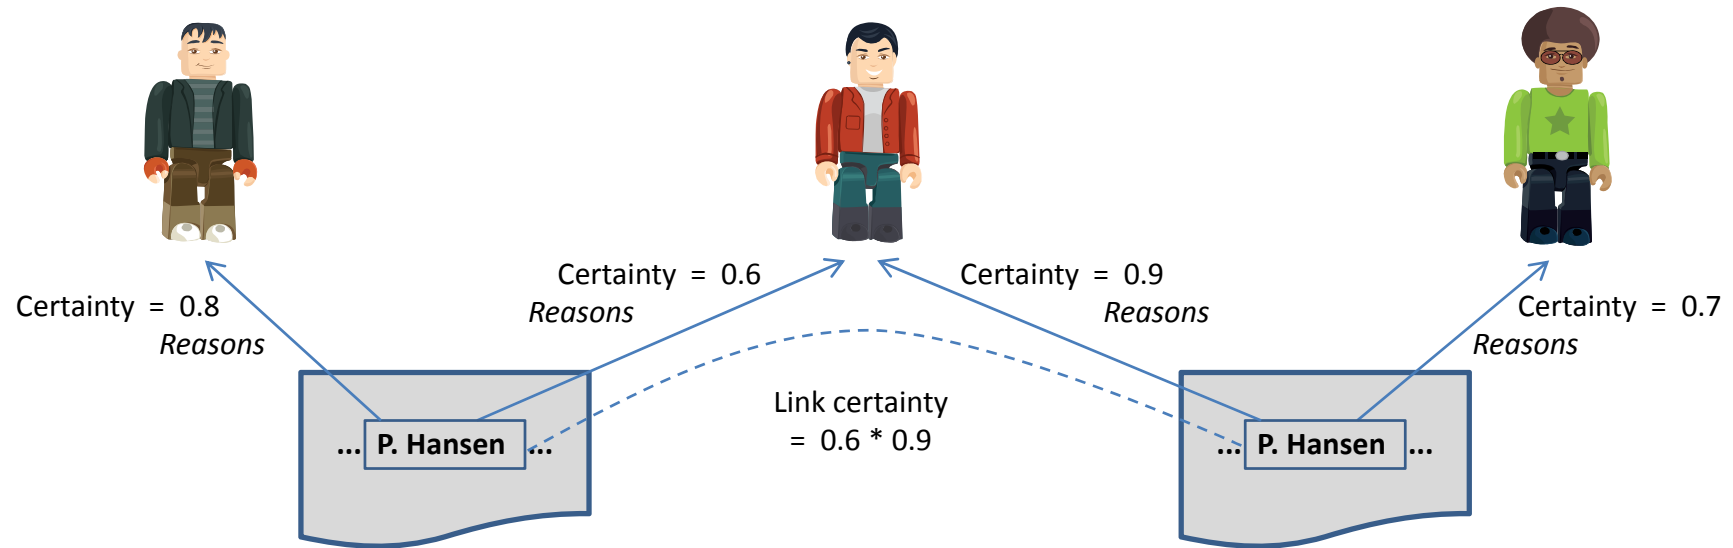 Certainty = 0.8
Reasons
Certainty = 0.6
Reasons
Certainty = 0.9
Reasons
Certainty = 0.7
Reasons
Link certainty
= 0.6 * 0.9
... P. Hansen ...
... P. Hansen ...